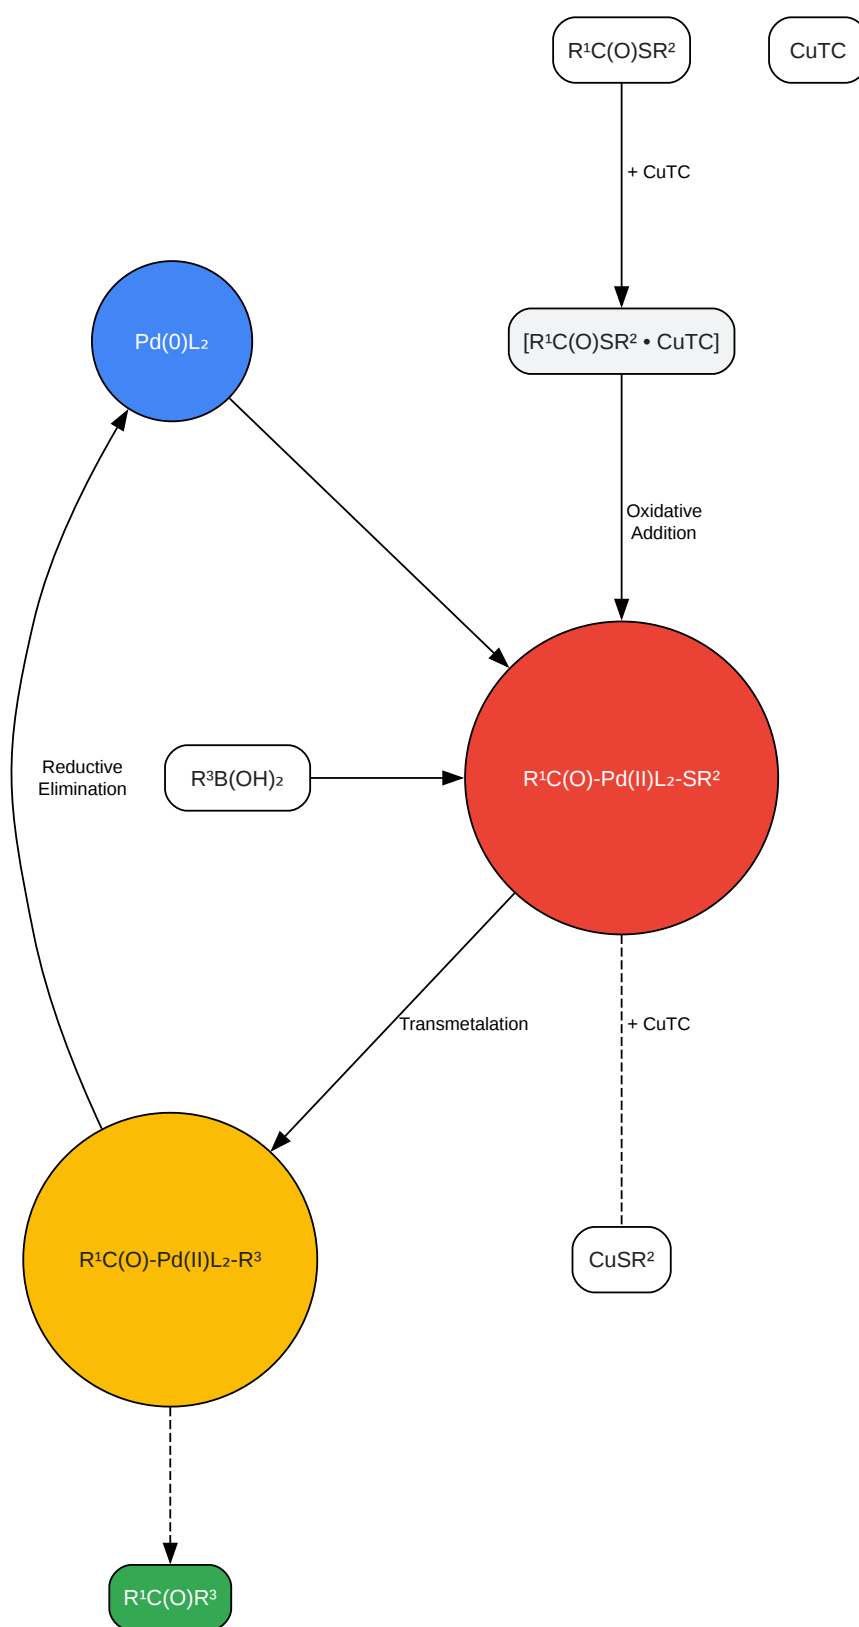 R¹C(O)SR²
CuTC
+ CuTC
Pd(0)L₂
[R¹C(O)SR² • CuTC]
Oxidative
Addition
Reductive
Elimination
R³B(OH)₂
R¹C(O)-Pd(II)L₂-SR²
Transmetalation
+ CuTC
R¹C(O)-Pd(II)L₂-R³
CuSR²
R¹C(O)R³